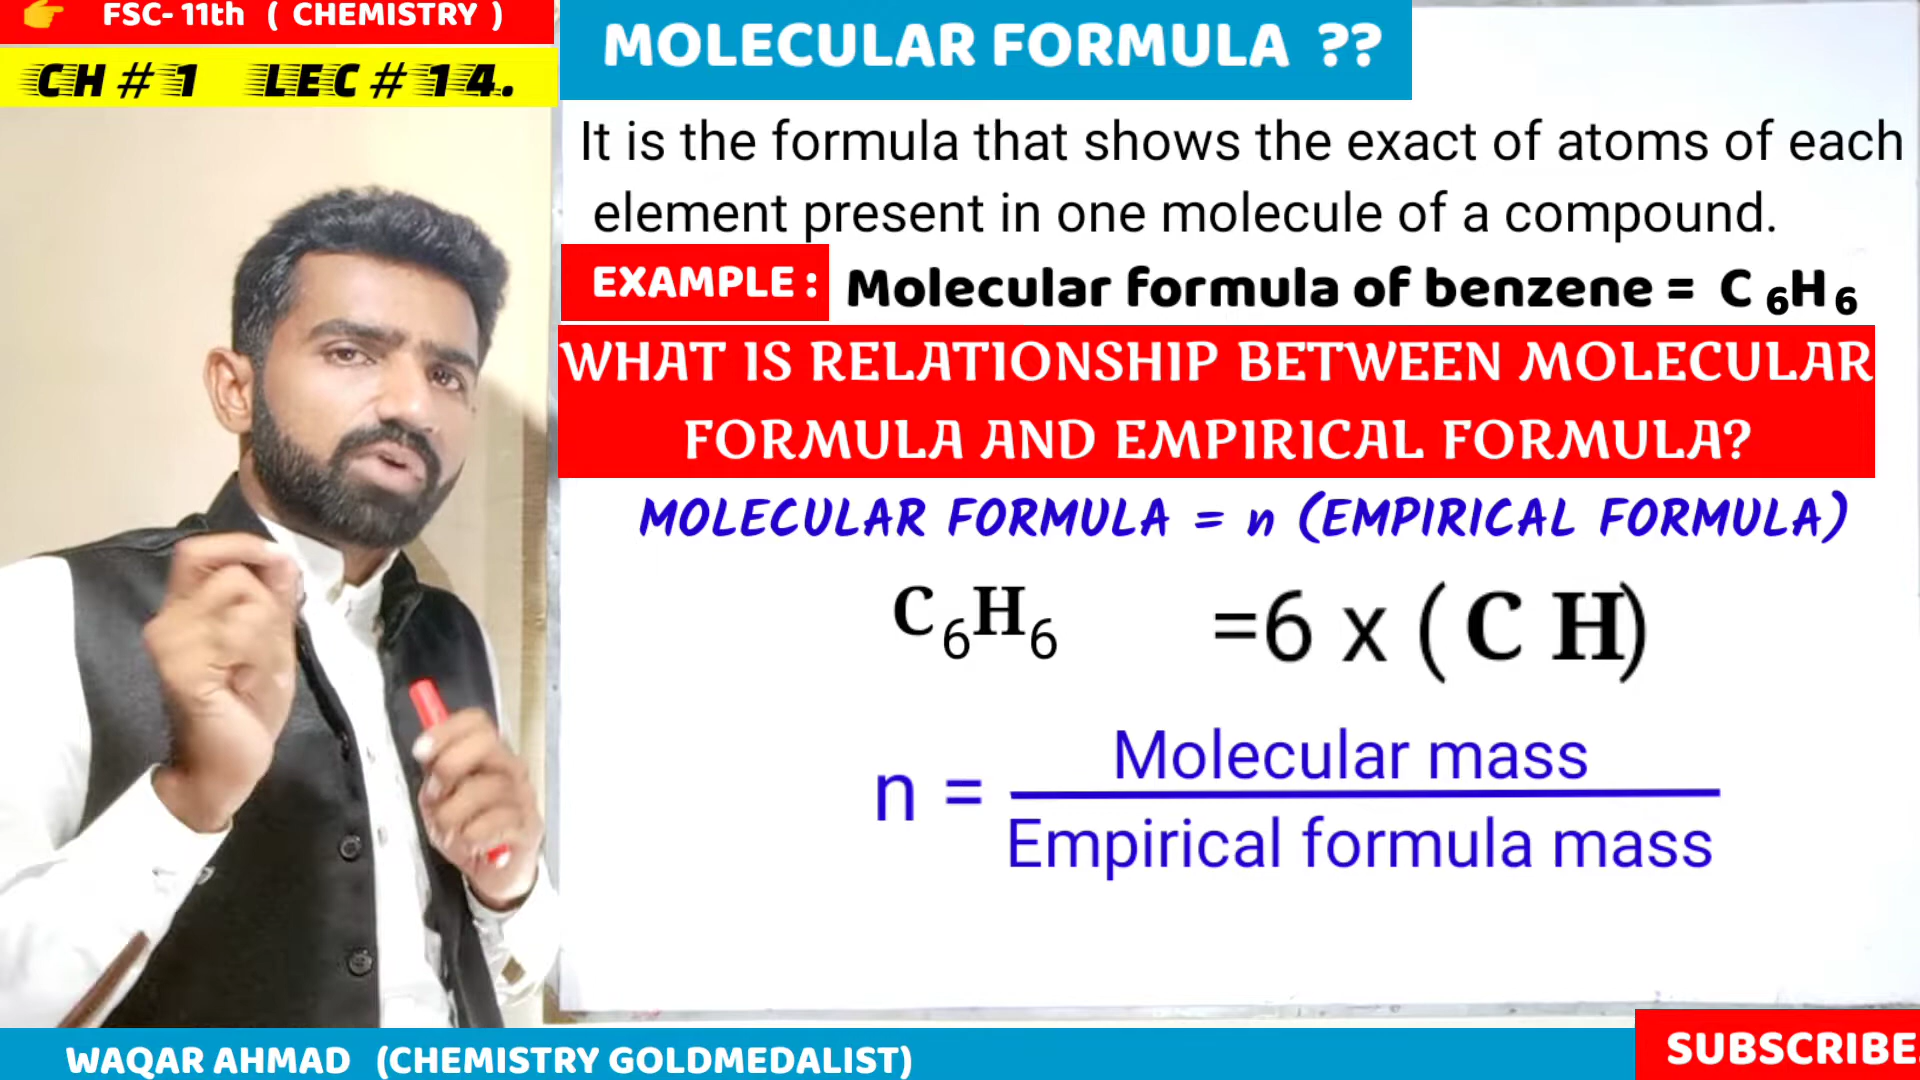 👉 FSC- 11th ( CHEMISTRY )
CH # 1 LEC # 14.
MOLECULAR FORMULA ??
It is the formula that shows the exact of atoms of each
element present in one molecule of a compound.
EXAMPLE : Molecular formula of benzene = C 6H 6
WHAT IS RELATIONSHIP BETWEEN MOLECULAR
FORMULA AND EMPIRICAL FORMULA?
MOLECULAR FORMULA = n (EMPIRICAL FORMULA)
C6H6 =6 x ( C H)
n = Molecular mass
Empirical formula mass
WAQAR AHMAD (CHEMISTRY GOLDMEDALIST)
SUBSCRIBE